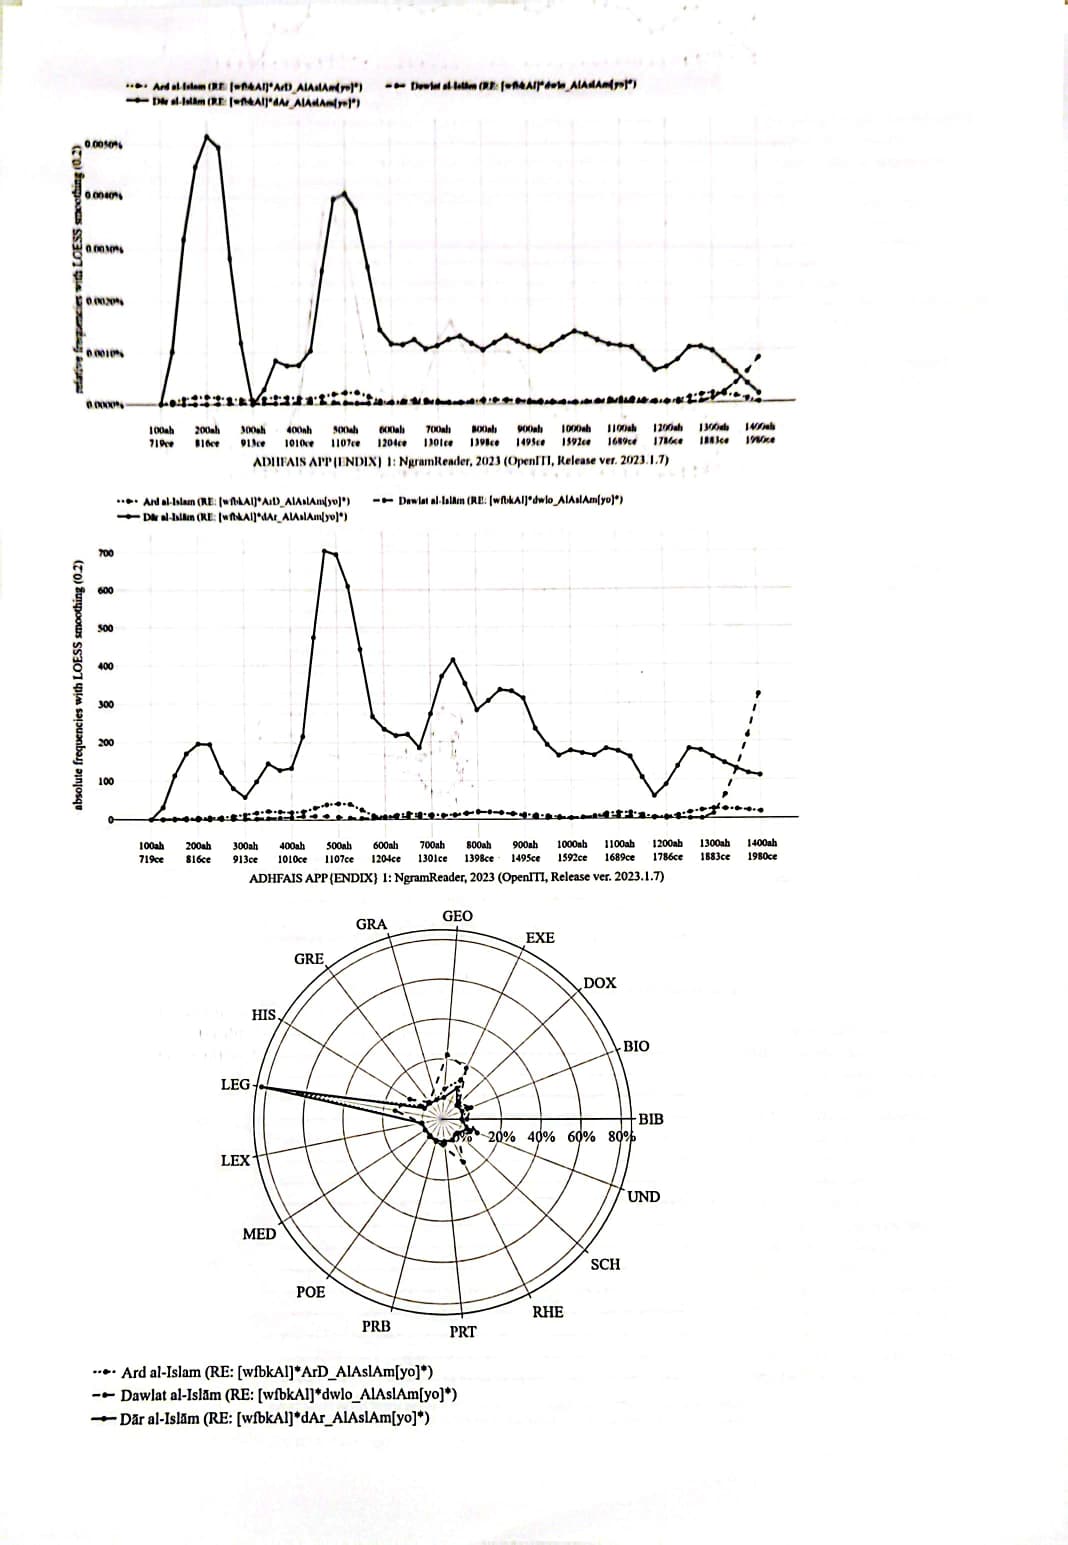 Ard al-Islam (RE: [wfbkAl]*ArD_AlAslAm[yo]*) Dawlat al-Islām (RE: [wfbkAl]*dwlo_AlAslAm[yo]*)
Dār al-Islām (RE: [wfbkAl]*dAr_AlAslAm[yo]*)
relative frequencies with LOESS smoothing (0.2)
0.0050%
0.0040%
0.0030%
0.0020%
0.0010%
0.0000%
100ah 200ah 300ah 400ah 500ah 600ah 700ah 800ah 900ah 1000ah 1100ah 1200ah 1300ah 1400ah
719ce 816ce 913ce 1010ce 1107ce 1204ce 1301ce 1398ce 1495ce 1592ce 1689ce 1786ce 1883ce 1980ce
ADHFAIS APP{ENDIX} 1: NgramReader, 2023 (OpenITI, Release ver. 2023.1.7)
Ard al-Islam (RE: [wfbkAl]*ArD_AlAslAm[yo]*) Dawlat al-Islām (RE: [wfbkAl]*dwlo_AlAslAm[yo]*)
Dār al-Islām (RE: [wfbkAl]*dAr_AlAslAm[yo]*)
absolute frequencies with LOESS smoothing (0.2)
700
600
500
400
300
200
100
0
100ah 200ah 300ah 400ah 500ah 600ah 700ah 800ah 900ah 1000ah 1100ah 1200ah 1300ah 1400ah
719ce 816ce 913ce 1010ce 1107ce 1204ce 1301ce 1398ce 1495ce 1592ce 1689ce 1786ce 1883ce 1980ce
ADHFAIS APP{ENDIX} 1: NgramReader, 2023 (OpenITI, Release ver. 2023.1.7)
GEO
GRA
EXE
GRE
DOX
HIS
BIO
LEG
BIB
20% 40% 60% 80%
LEX
UND
MED
SCH
POE
RHE
PRB
PRT
Ard al-Islam (RE: [wfbkAl]*ArD_AlAslAm[yo]*)
Dawlat al-Islām (RE: [wfbkAl]*dwlo_AlAslAm[yo]*)
Dār al-Islām (RE: [wfbkAl]*dAr_AlAslAm[yo]*)